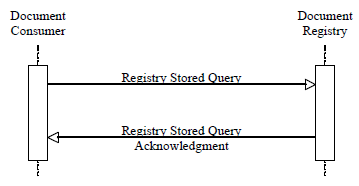 Document
Consumer
Document
Registry
Registry Stored Query
Registry Stored Query
Acknowledgment